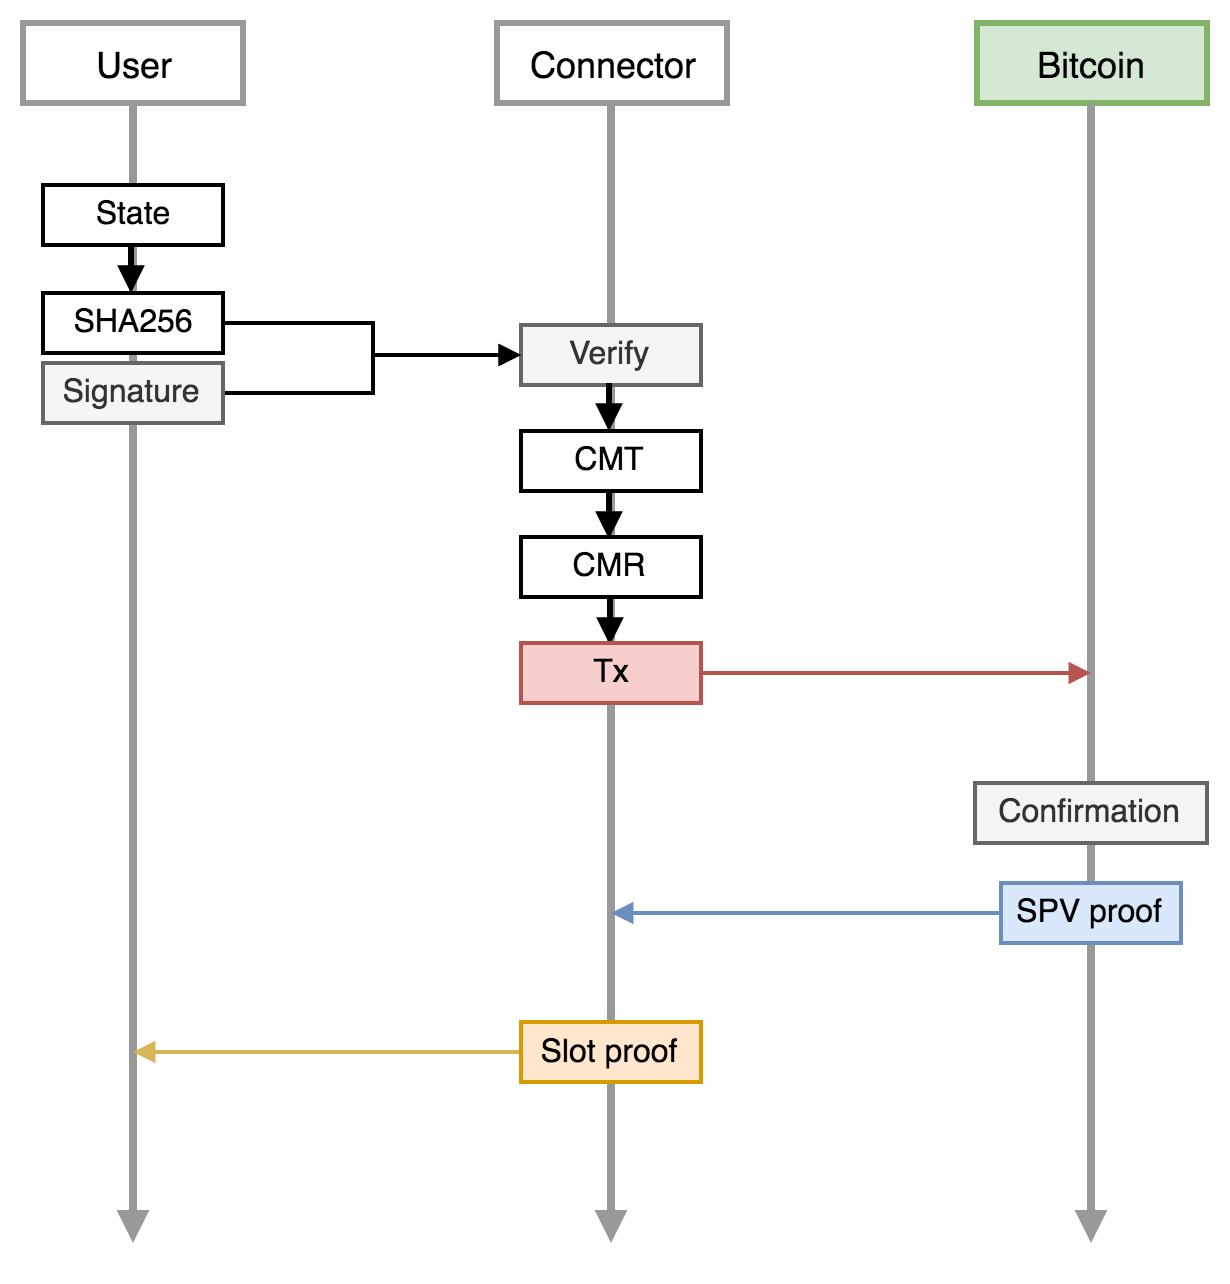 User
Connector
Bitcoin
State
SHA256
Verify
Signature
CMT
CMR
Tx
Confirmation
SPV proof
Slot proof